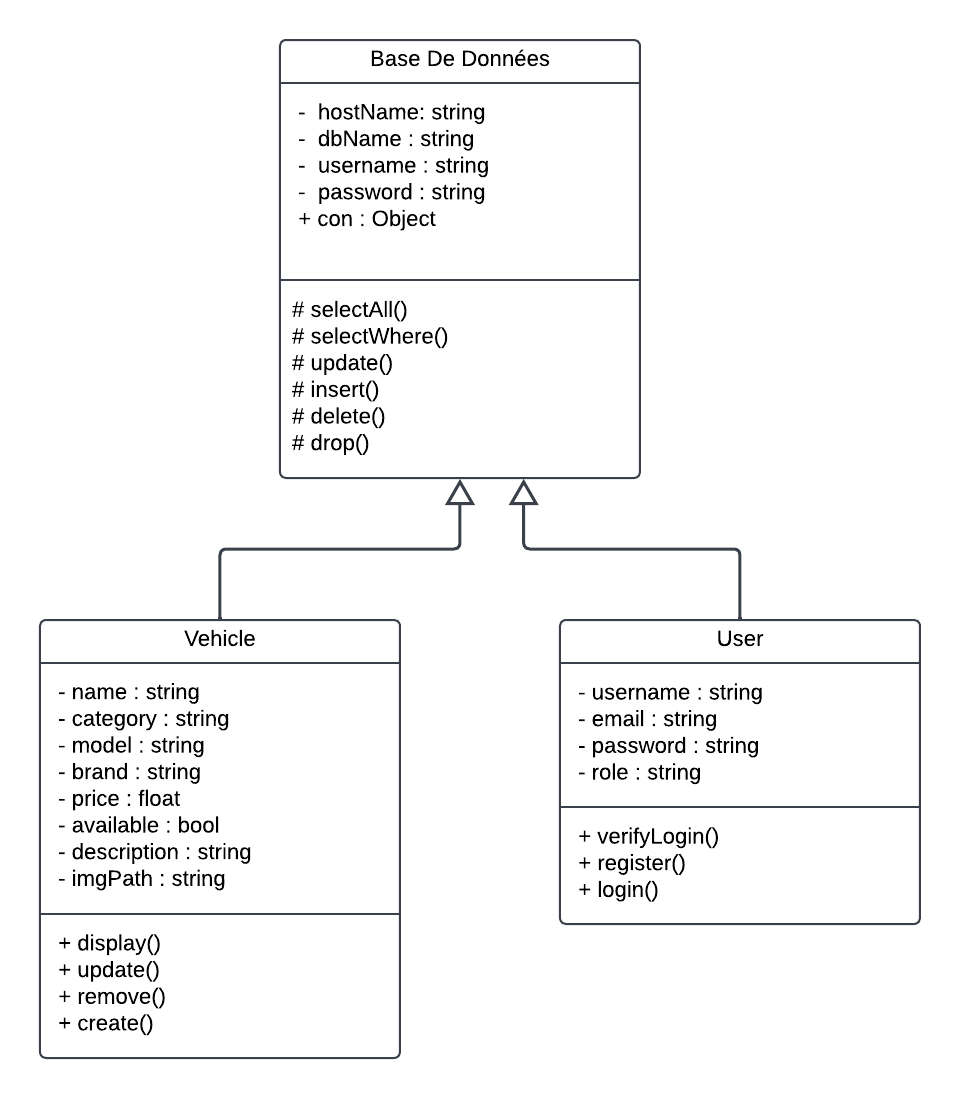 Base De Données
- hostName: string
- dbName : string
- username : string
- password : string
+ con : Object
# selectAll()
# selectWhere()
# update()
# insert()
# delete()
# drop()
Vehicle
- name : string
- category : string
- model : string
- brand : string
- price : float
- available : bool
- description : string
- imgPath : string
+ display()
+ update()
+ remove()
+ create()
User
- username : string
- email : string
- password : string
- role : string
+ verifyLogin()
+ register()
+ login()